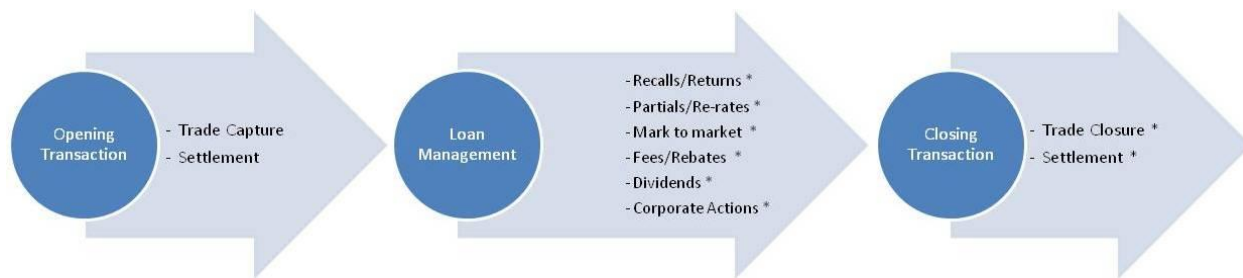 Opening
Transaction
- Trade Capture
- Settlement
Loan
Management
- Recalls/Returns *
- Partials/Re-rates *
- Mark to market *
- Fees/Rebates *
- Dividends *
- Corporate Actions *
Closing
Transaction
- Trade Closure *
- Settlement *